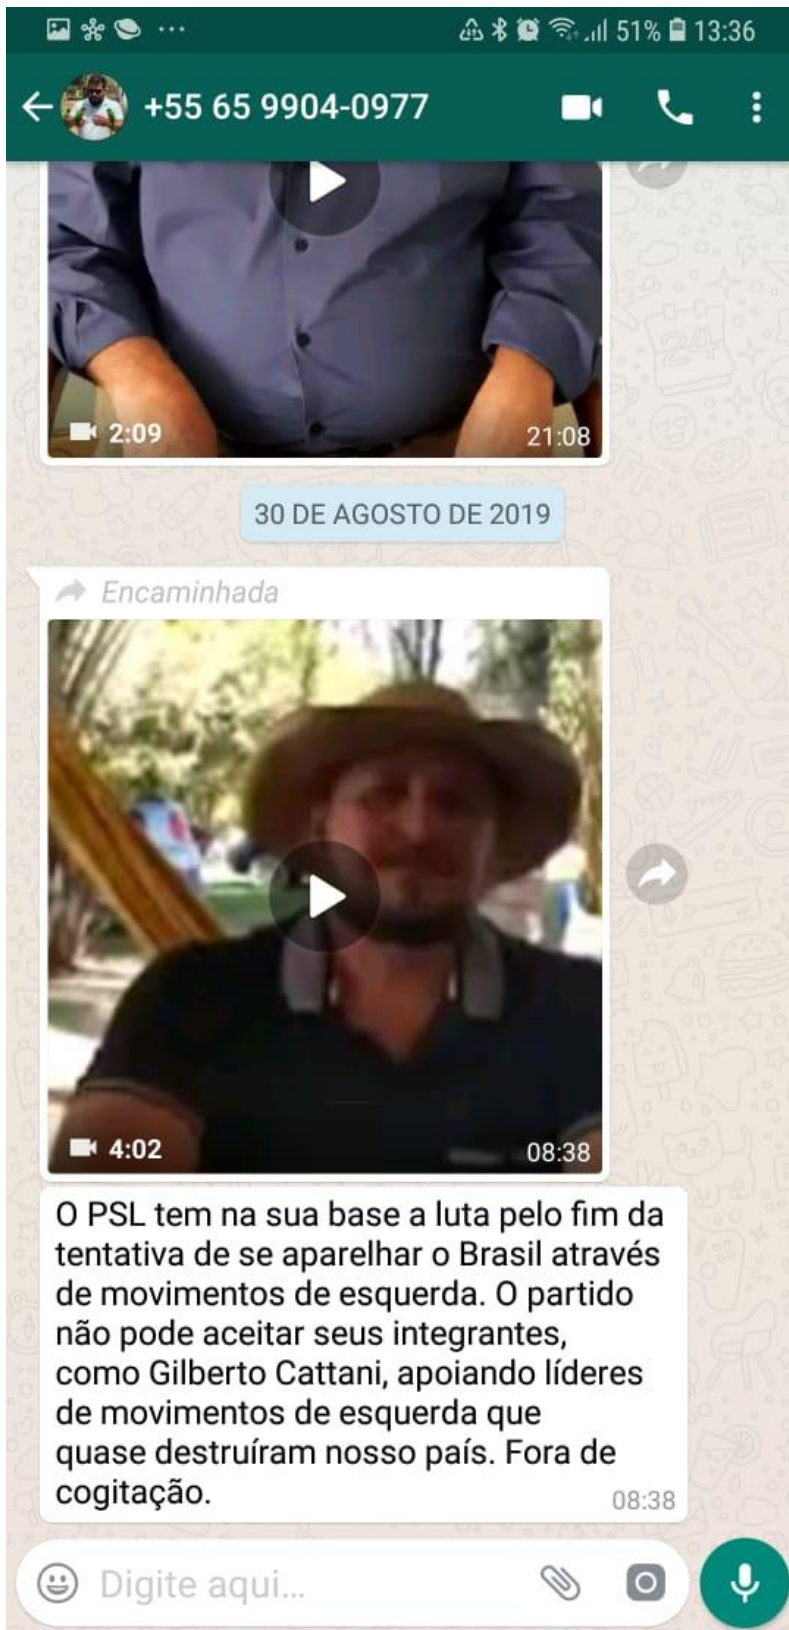 51% 13:36
+55 65 9904-0977
2:09 21:08
30 DE AGOSTO DE 2019
Encaminhada
4:02 08:38
O PSL tem na sua base a luta pelo fim da
tentativa de se aparelhar o Brasil através
de movimentos de esquerda. O partido
não pode aceitar seus integrantes,
como Gilberto Cattani, apoiando líderes
de movimentos de esquerda que
quase destruíram nosso país. Fora de
cogitação.
08:38
Digite aqui...